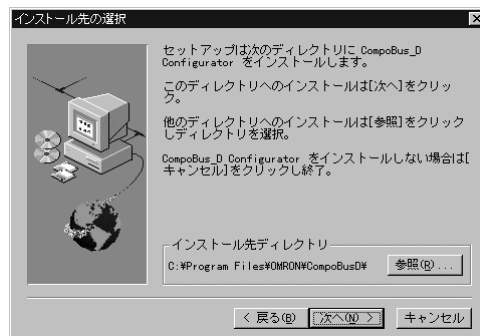 インストール先の選択
セットアップは次のディレクトリに CompoBus_D
Configurator をインストールします。
このディレクトリへのインストールは[次へ]をクリッ
ク。
他のディレクトリへのインストールは[参照]をクリック
しディレクトリを選択。
CompoBus_D Configurator をインストールしない場合は[
キャンセル]をクリックし終了。
インストール先ディレクトリ
C:¥Program Files¥OMRON¥CompoBusD¥
参照(R)...
< 戻る(B)
次へ(N) >
キャンセル